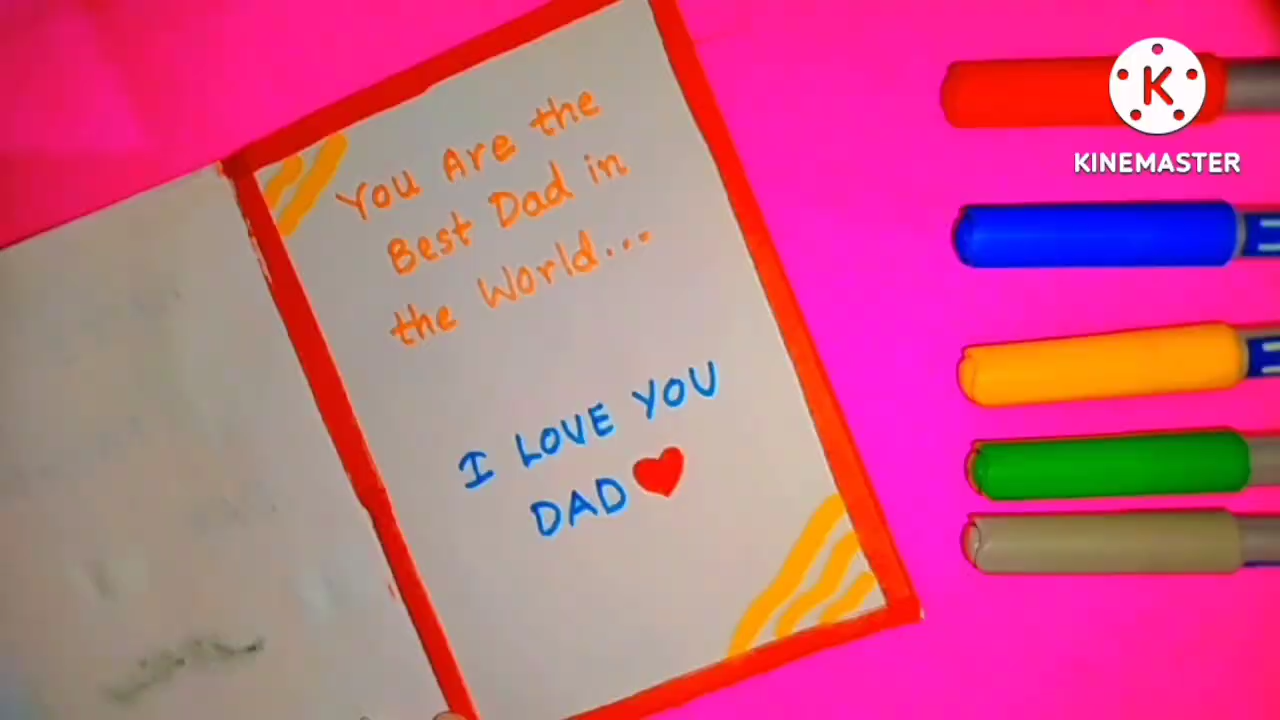 You Are the
Best Dad in
the World...
I LOVE YOU
DAD
K
KINEMASTER